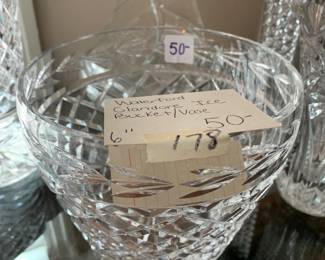 50-
Waterford
Glandore Ice
Bucket/Vase
6" 50-
178